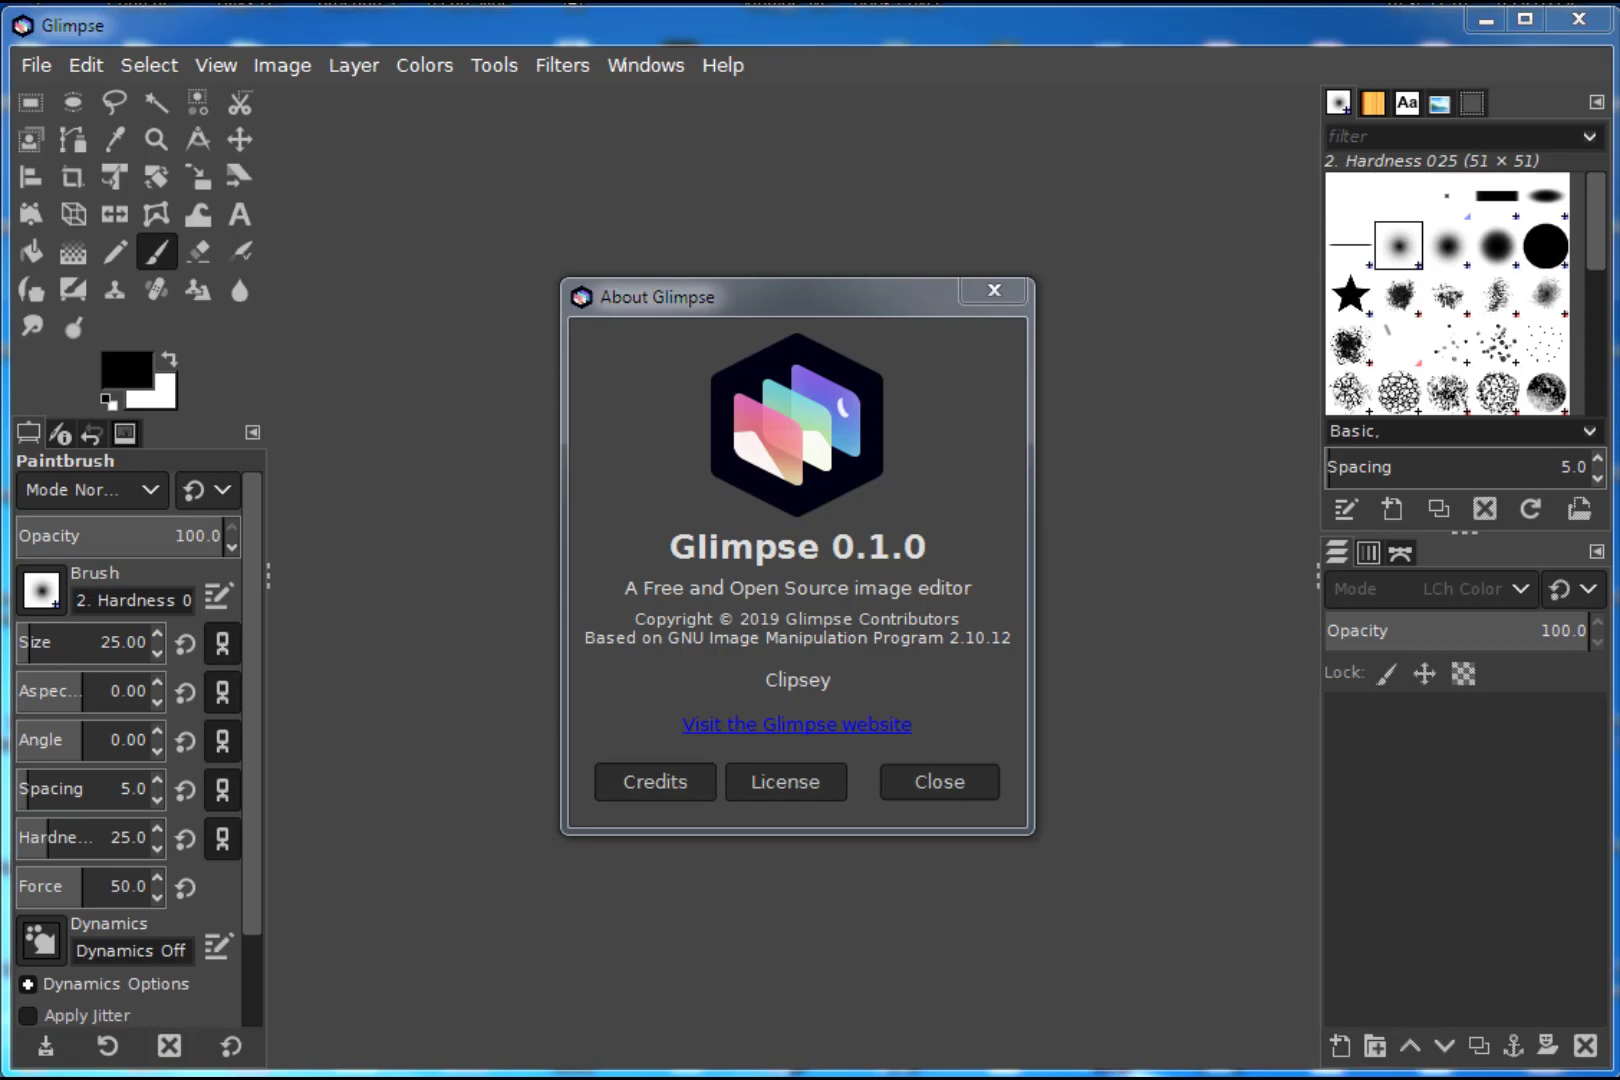 Glimpse
File Edit Select View Image Layer Colors Tools Filters Windows Help
Paintbrush
Mode Nor...
Opacity 100.0
Brush
2. Hardness 0
Size 25.00
Aspec... 0.00
Angle 0.00
Spacing 5.0
Hardne... 25.0
Force 50.0
Dynamics
Dynamics Off
Dynamics Options
Apply Jitter
About Glimpse
X
Glimpse 0.1.0
A Free and Open Source image editor
Copyright © 2019 Glimpse Contributors
Based on GNU Image Manipulation Program 2.10.12
Clipsey
Visit the Glimpse website
Credits License Close
Aa
filter
2. Hardness 025 (51 × 51)
Basic,
Spacing 5.0
Mode LCh Color
Opacity 100.0
Lock: